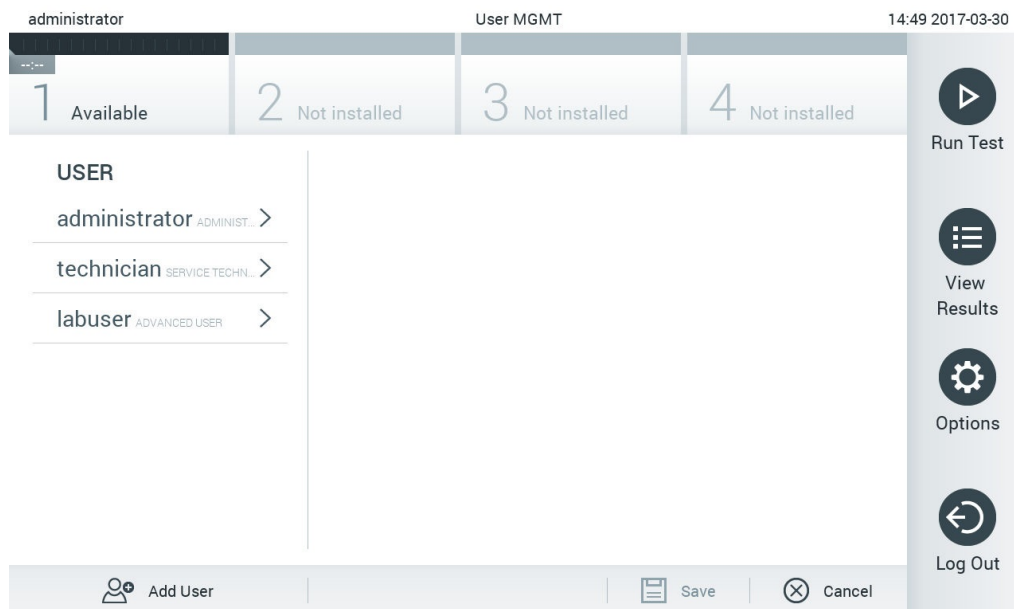 administrator User MGMT 14:49 2017-03-30
--:--
1 Available 2 Not installed 3 Not installed 4 Not installed
Run Test
USER
administrator ADMINIST...
technician SERVICE TECHN...
labuser ADVANCED USER
View
Results
Options
Log Out
Add User Save Cancel